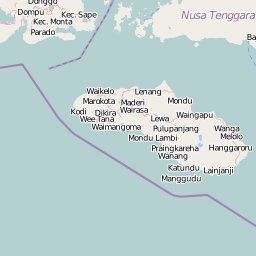 Donggo
Dompu
Kec. Sape
Kec. Monta
Parado
Nusa Tenggara
Ba
Waikelo
Lenang
Marokota
Maderi
Mondu
Wairasa
Kodi
Dikira
Waingapu
Wee Tana
Lewa
Waimangoma
Pulupanjang
Wanga
Mondu Lambi
Melolo
Praingkareha
Hanggaroru
Wanang
Katundu
Lainjanji
Manggudu